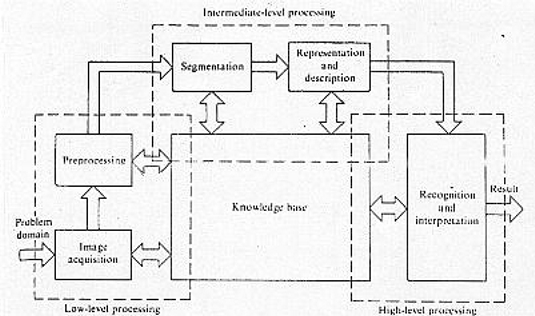 Intermediate-level processing
Segmentation
Representation
and
description
Preprocessing
Knowledge base
Recognition
and
interpretation
Result
Problem
domain
Image
acquisition
Low-level processing
High-level processing